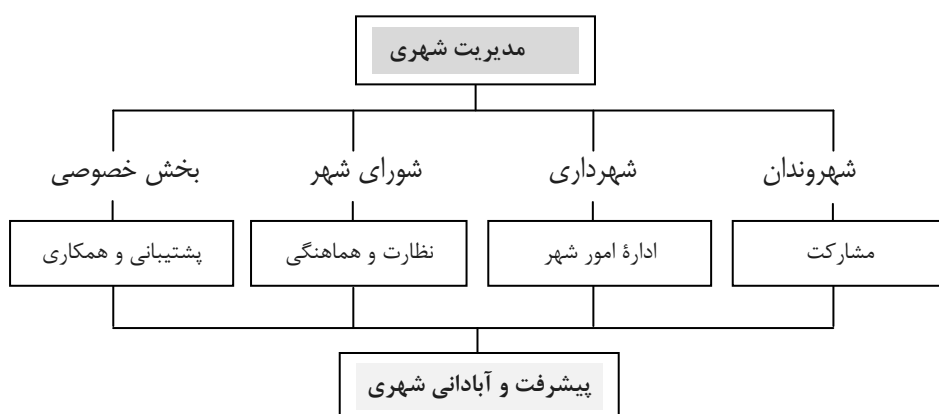 مدیریت شهری
شهروندان
شهرداری
شورای شهر
بخش خصوصی
مشارکت
ادارهٔ امور شهر
نظارت و هماهنگی
پشتیبانی و همکاری
پیشرفت و آبادانی شهری